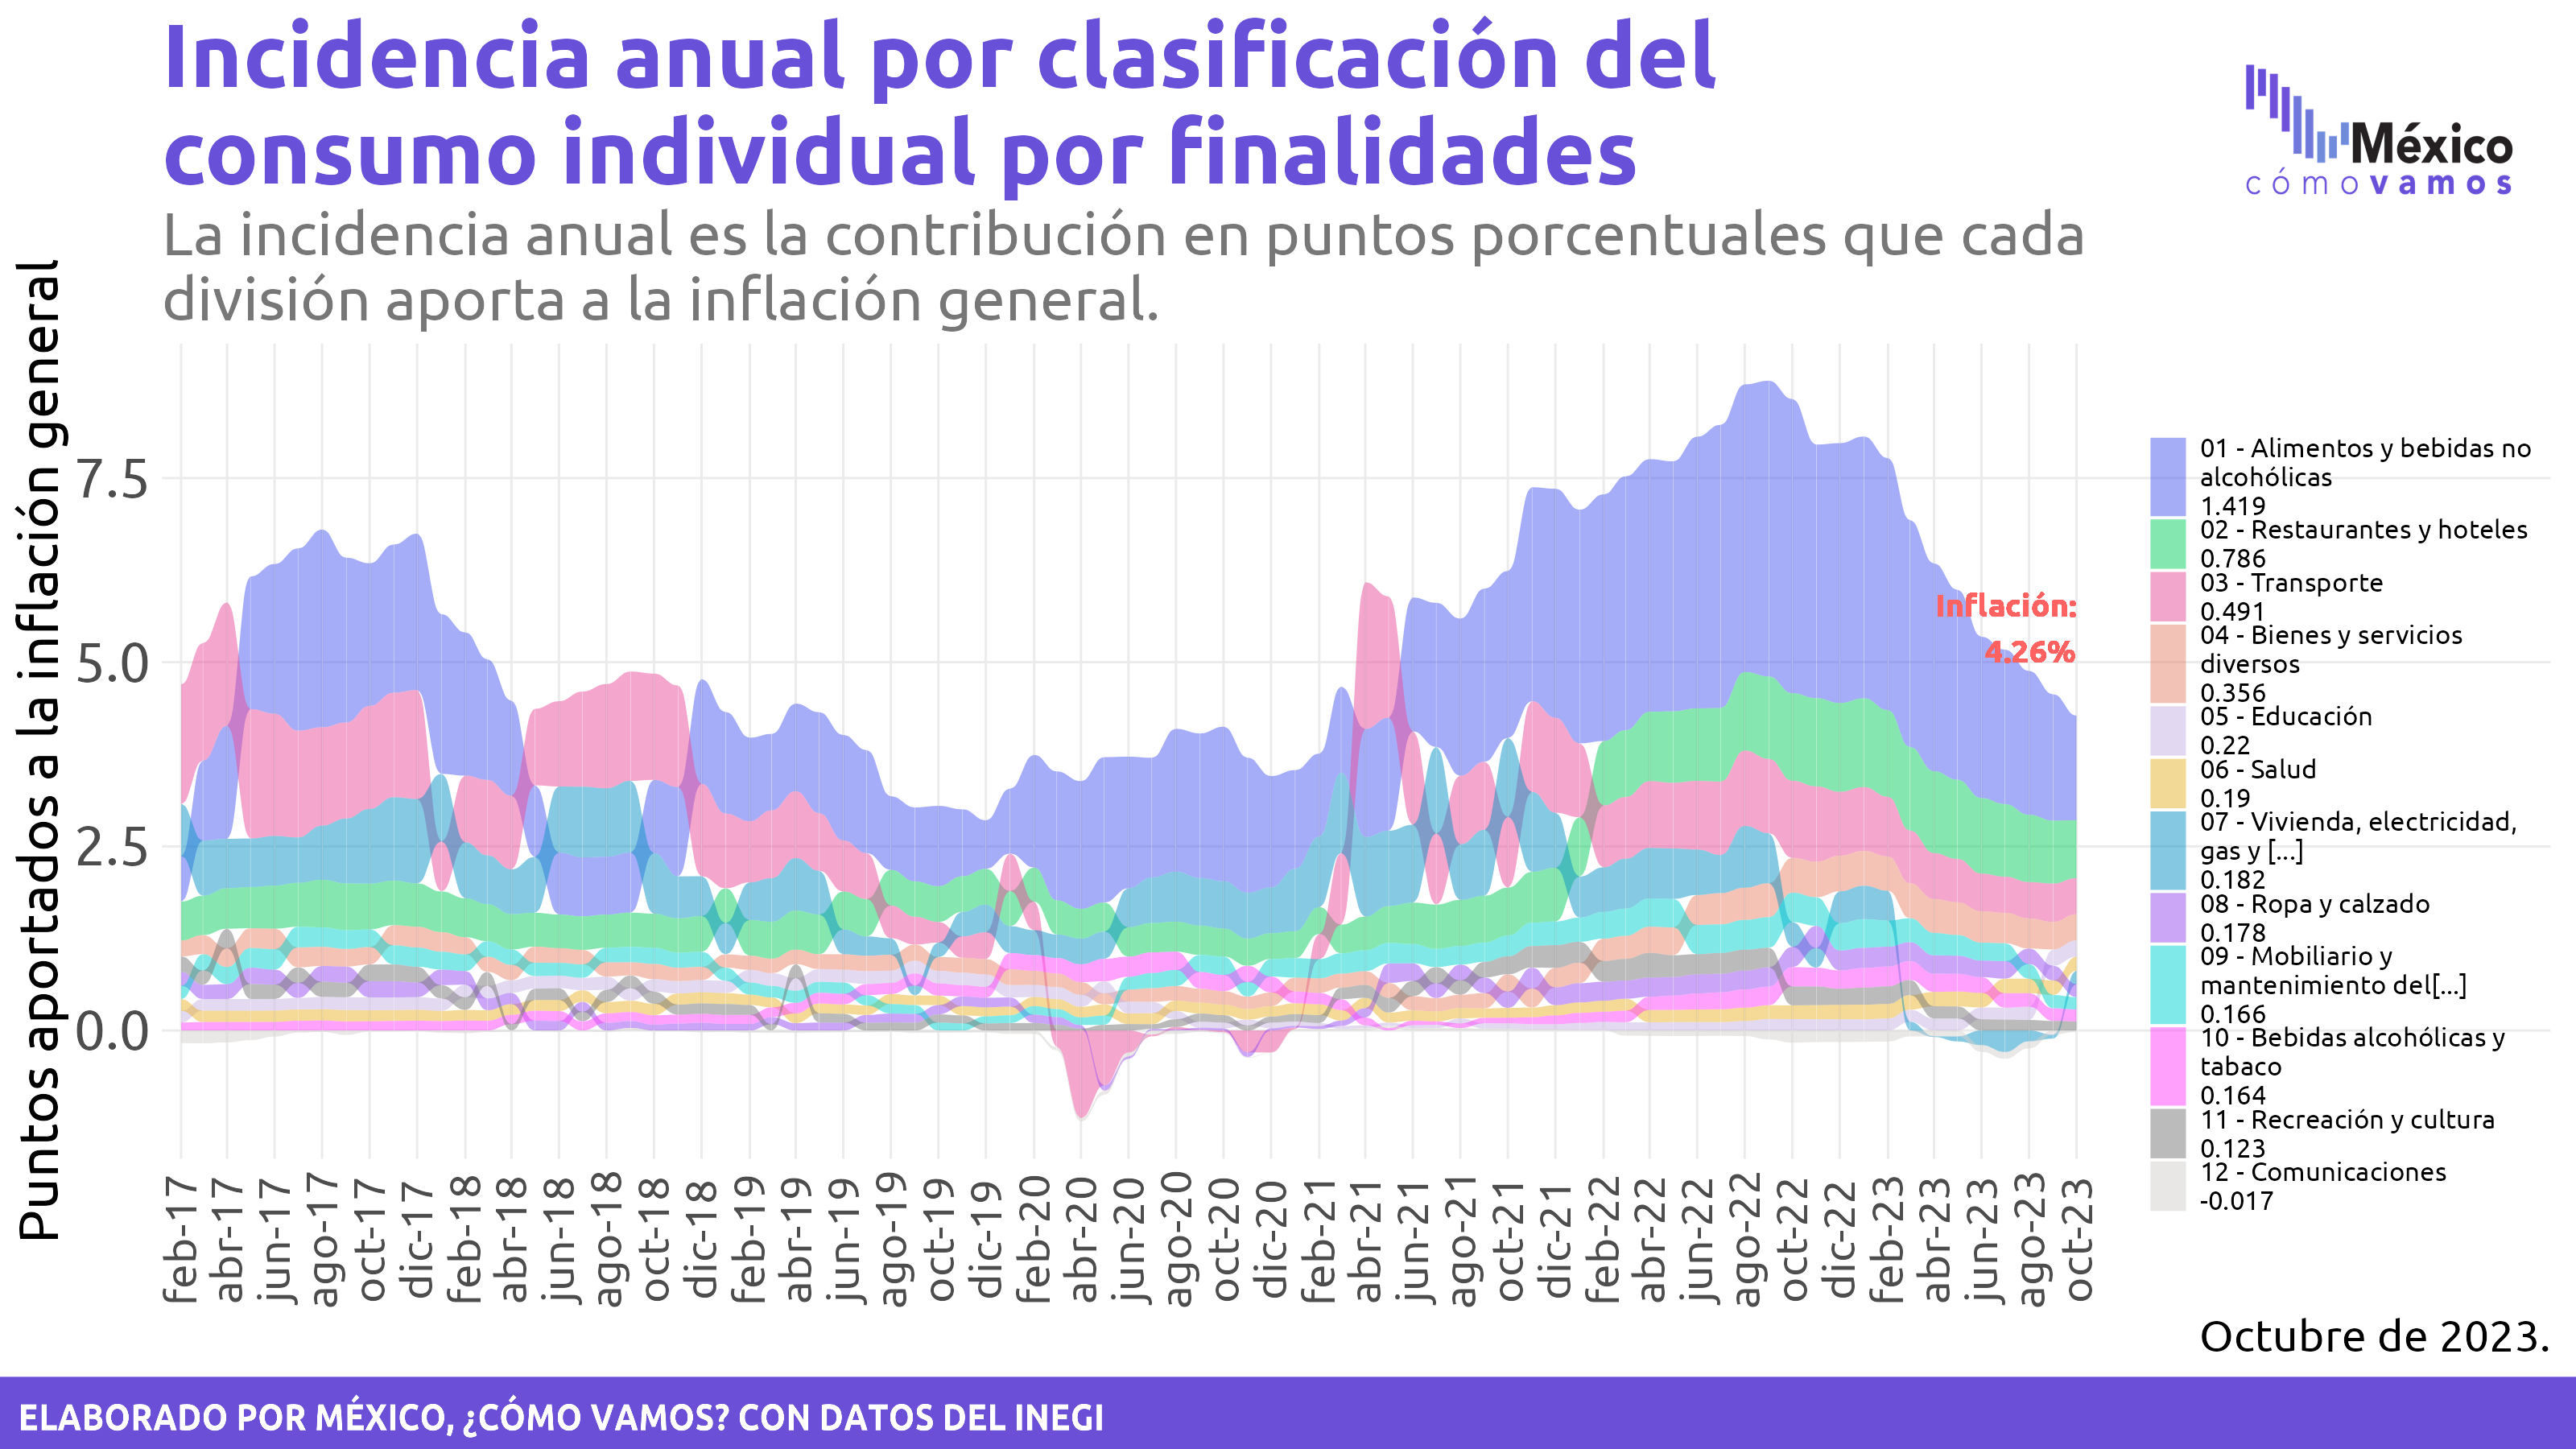 Incidencia anual por clasificación del
consumo individual por finalidades
La incidencia anual es la contribución en puntos porcentuales que cada
división aporta a la inflación general.
México
cómo vamos
Puntos aportados a la inflación general
7.5
5.0
2.5
0.0
Inflación:
4.26%
feb-17
abr-17
jun-17
ago-17
oct-17
dic-17
feb-18
abr-18
jun-18
ago-18
oct-18
dic-18
feb-19
abr-19
jun-19
ago-19
oct-19
dic-19
feb-20
abr-20
jun-20
ago-20
oct-20
dic-20
feb-21
abr-21
jun-21
ago-21
oct-21
dic-21
feb-22
abr-22
jun-22
ago-22
oct-22
dic-22
feb-23
abr-23
jun-23
ago-23
oct-23
01 - Alimentos y bebidas no
alcohólicas
1.419
02 - Restaurantes y hoteles
0.786
03 - Transporte
0.491
04 - Bienes y servicios
diversos
0.356
05 - Educación
0.22
06 - Salud
0.19
07 - Vivienda, electricidad,
gas y [...]
0.182
08 - Ropa y calzado
0.178
09 - Mobiliario y
mantenimiento del[...]
0.166
10 - Bebidas alcohólicas y
tabaco
0.164
11 - Recreación y cultura
0.123
12 - Comunicaciones
-0.017
Octubre de 2023.
ELABORADO POR MÉXICO, ¿CÓMO VAMOS? CON DATOS DEL INEGI